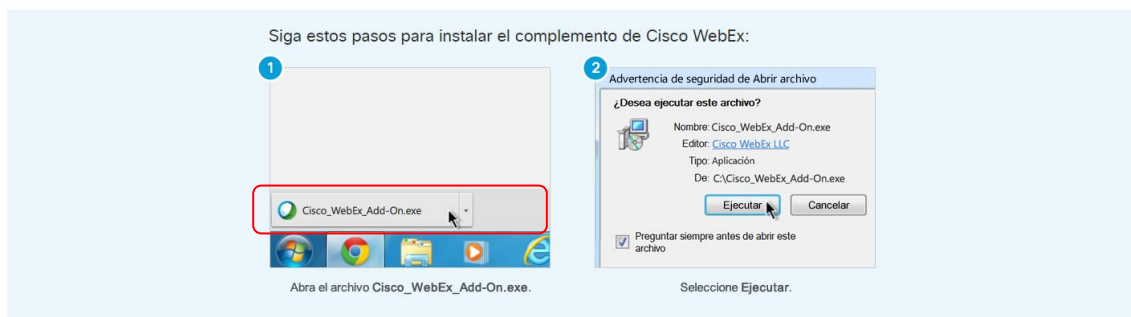 Siga estos pasos para instalar el complemento de Cisco WebEx:
1
Cisco_WebEx_Add-On.exe
Abra el archivo Cisco_WebEx_Add-On.exe.
2
Advertencia de seguridad de Abrir archivo
¿Desea ejecutar este archivo?
Nombre: Cisco_WebEx_Add-On.exe
Editor: Cisco WebEx LLC
Tipo: Aplicación
De: C:\Cisco_WebEx_Add-On.exe
Ejecutar Cancelar
Preguntar siempre antes de abrir este
archivo
Seleccione Ejecutar.